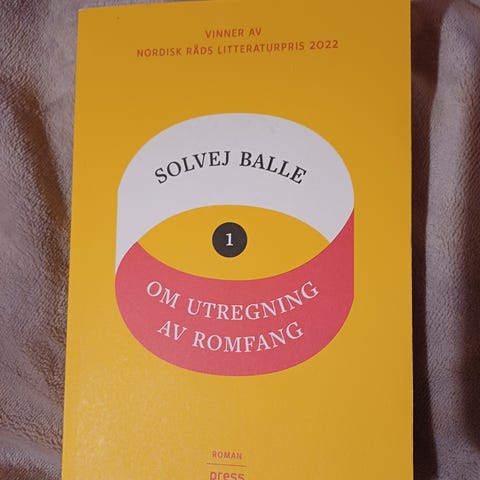 VINNER AV
NORDISK RÅDS LITTERATURPRIS 2022
SOLVEJ BALLE
1
OM UTREGNING
AV ROMFANG
ROMAN
press